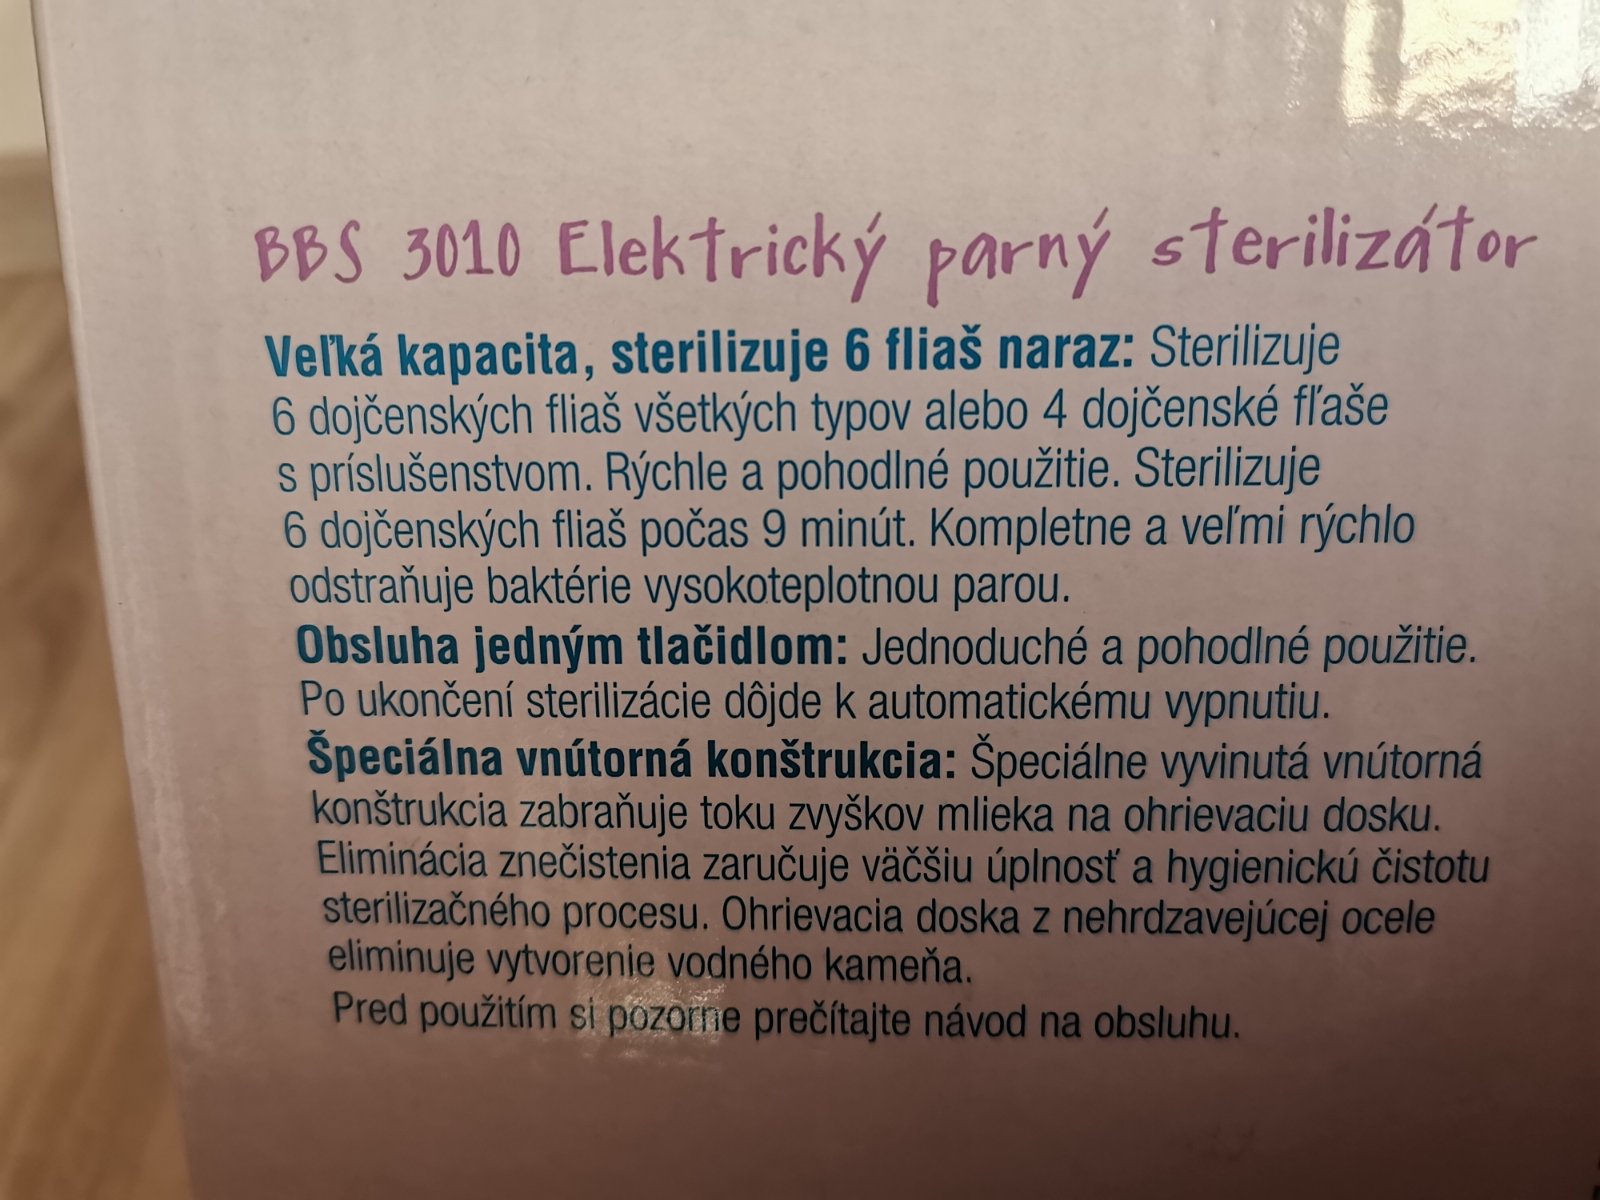 BBS 3010 Elektrický parný sterilizátor
Veľká kapacita, sterilizuje 6 fliaš naraz: Sterilizuje
6 dojčenských fliaš všetkých typov alebo 4 dojčenské fľaše
s príslušenstvom. Rýchle a pohodlné použitie. Sterilizuje
6 dojčenských fliaš počas 9 minút. Kompletne a veľmi rýchlo
odstraňuje baktérie vysokoteplotnou parou.
Obsluha jedným tlačidlom: Jednoduché a pohodlné použitie.
Po ukončení sterilizácie dôjde k automatickému vypnutiu.
Špeciálna vnútorná konštrukcia: Špeciálne vyvinutá vnútorná
konštrukcia zabraňuje toku zvyškov mlieka na ohrievaciu dosku.
Eliminácia znečistenia zaručuje väčšiu úplnosť a hygienickú čistotu
sterilizačného procesu. Ohrievacia doska z nehrdzavejúcej ocele
eliminuje vytvorenie vodného kameňa.
Pred použitím si pozorne prečítajte návod na obsluhu.